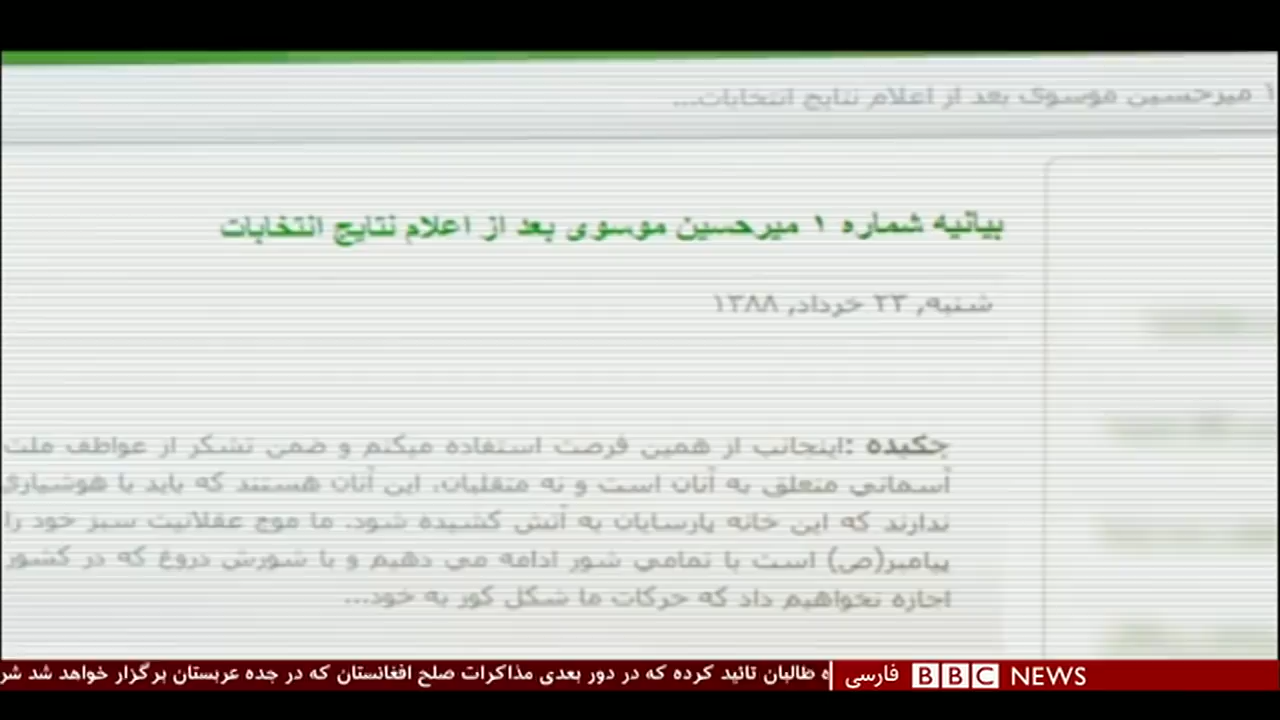 ۱ میرحسین موسوی بعد از اعلام نتایج انتخابات...
بیانیه شماره ۱ میرحسین موسوی بعد از اعلام نتایج انتخابات
شنبه, ۲۳ خرداد, ۱۳۸۸
چکیده :اینجانب از همین فرصت استفاده میکنم و ضمن تشکر از عواطف ملت
آسمانی متعلق به آنان است و نه متقلبان. این آنان هستند که باید با هوشیاری
ندارند که این خانه پارسایان به آتش کشیده شود. ما موج عقلانیت سبز خود را
پیامبر(ص) است با تمامی شور ادامه می دهیم و با شورش دروغ که در کشور
اجازه نخواهیم داد که حرکات ما شکل کور به خود...
ه طالبان تائید کرده که در دور بعدی مذاکرات صلح افغانستان که در جده عربستان برگزار خواهد شد شر
فارسی BBC NEWS